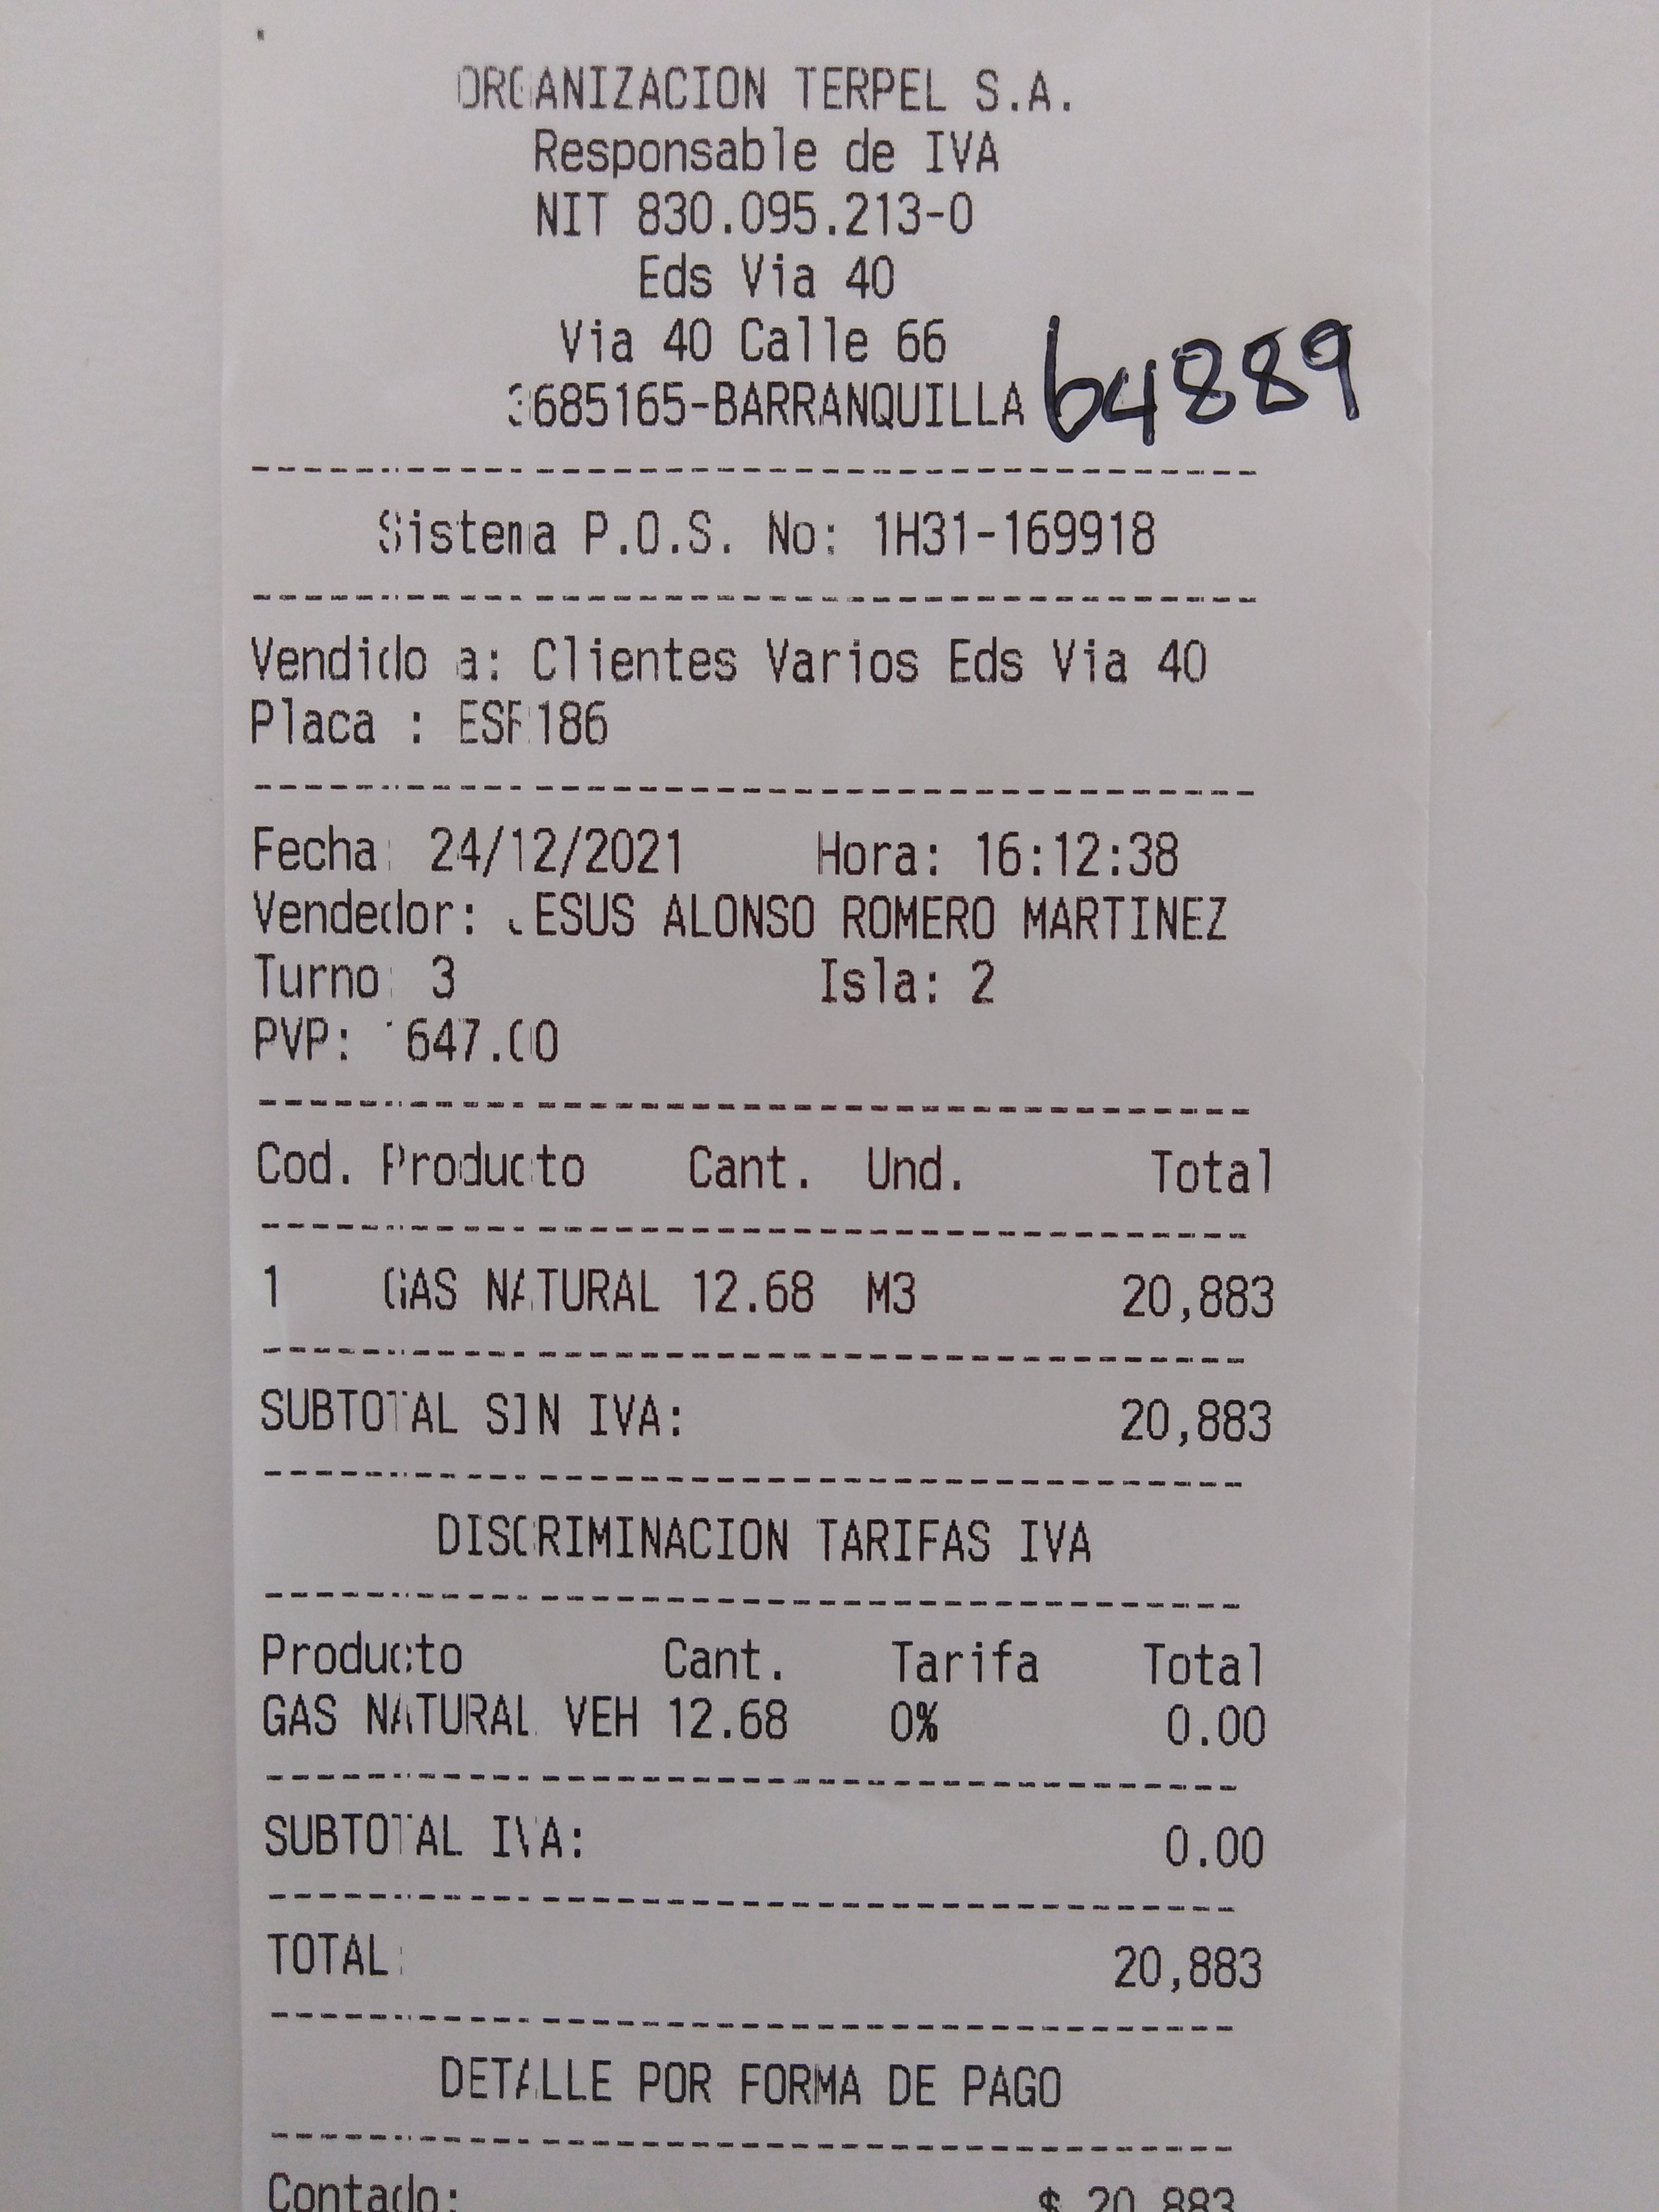 ORGANIZACION TERPEL S.A.
Responsable de IVA
NIT 830.095.213-0
Eds Via 40
Via 40 Calle 66
3685165-BARRANQUILLA 64889
Sistema P.O.S. No: 1H31-169918
Vendido a: Clientes Varios Eds Via 40
Placa :
Fecha: 24/12/2021 Hora: 16:12:38
Vendedor: JESUS ALONSO ROMERO MARTINEZ
Turno: 3 Isla: 2
PVP: 1647.00
Cod. Producto Cant. Und. Total
1 GAS NATURAL 12.68 M3 20,883
SUBTOTAL SIN IVA: 20,883
DISCRIMINACION TARIFAS IVA
Producto Cant. Tarifa Total
GAS NATURAL VEH 12.68 0% 0.00
SUBTOTAL IVA: 0.00
TOTAL: 20,883
DETALLE POR FORMA DE PAGO
Contado: $ 20,883